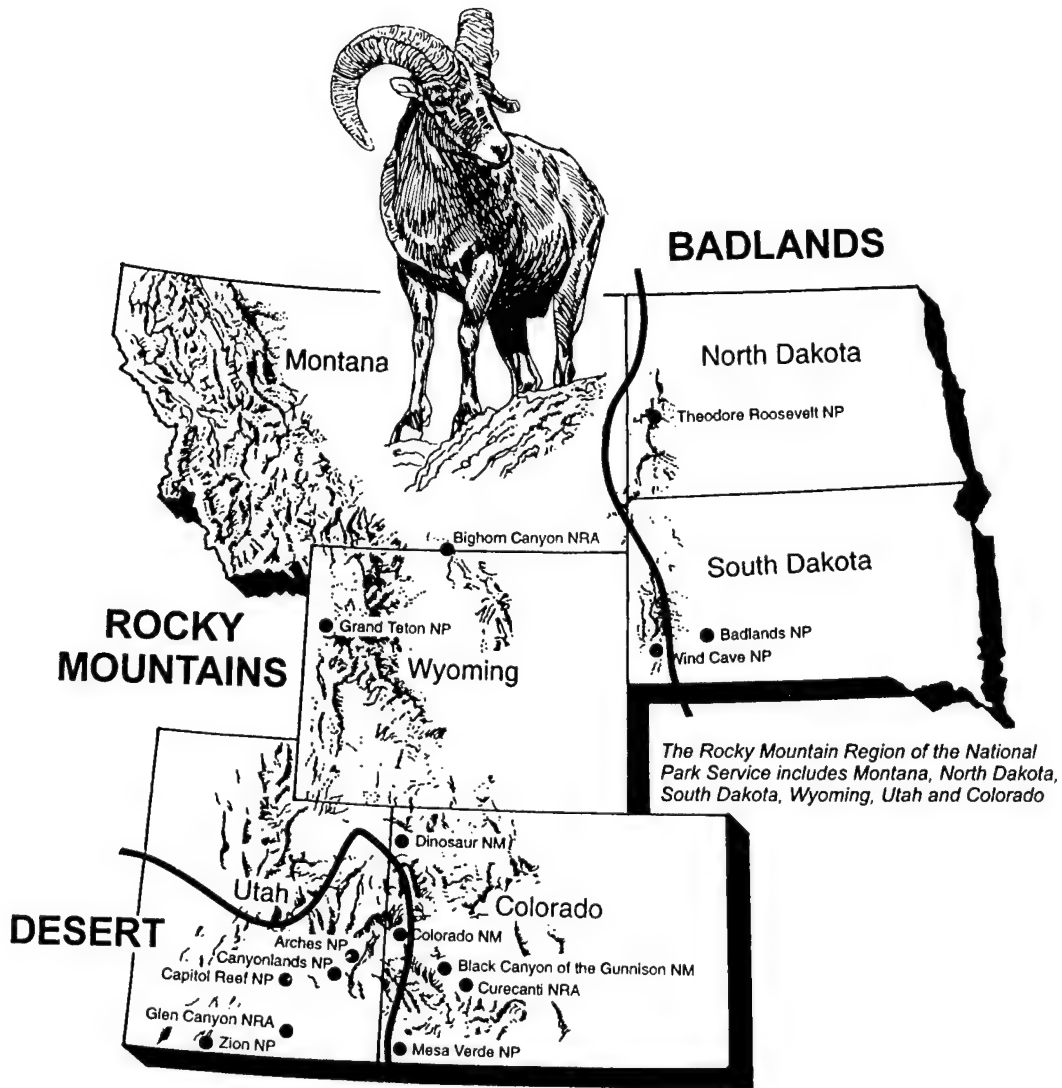 BADLANDS
Montana
North Dakota
Theodore Roosevelt NP
Bighorn Canyon NRA
South Dakota
ROCKY
MOUNTAINS
Grand Teton NP
Wyoming
Badlands NP
Wind Cave NP
The Rocky Mountain Region of the National
Park Service includes Montana, North Dakota,
South Dakota, Wyoming, Utah and Colorado
Dinosaur NM
Utah
Colorado
DESERT
Colorado NM
Arches NP
Canyonlands NP
Capitol Reef NP
Black Canyon of the Gunnison NM
Curecanti NRA
Glen Canyon NRA
Zion NP
Mesa Verde NP